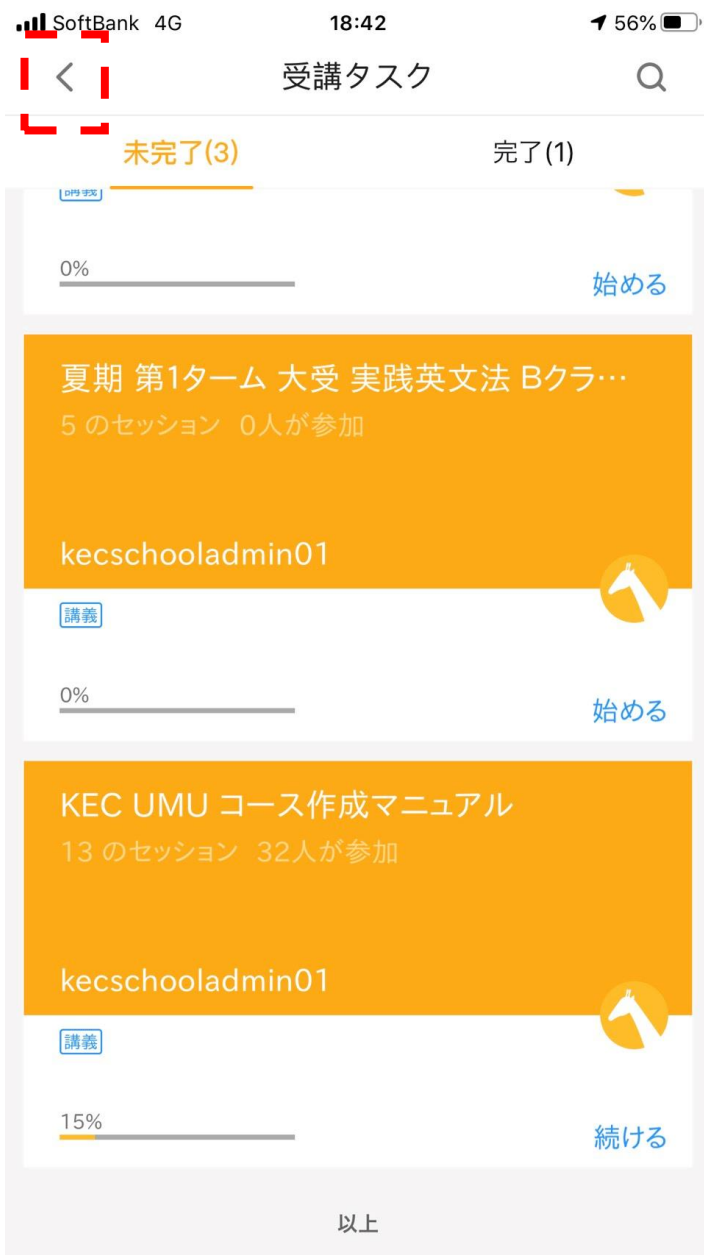 SoftBank 4G 18:42 56%
受講タスク
未完了(3) 完了(1)
講義
0%
始める
夏期 第1ターム 大受 実践英文法 Bクラ…
5 のセッション 0人が参加
kecschooladmin01
講義
0%
始める
KEC UMU コース作成マニュアル
13 のセッション 32人が参加
kecschooladmin01
講義
15%
続ける
以上